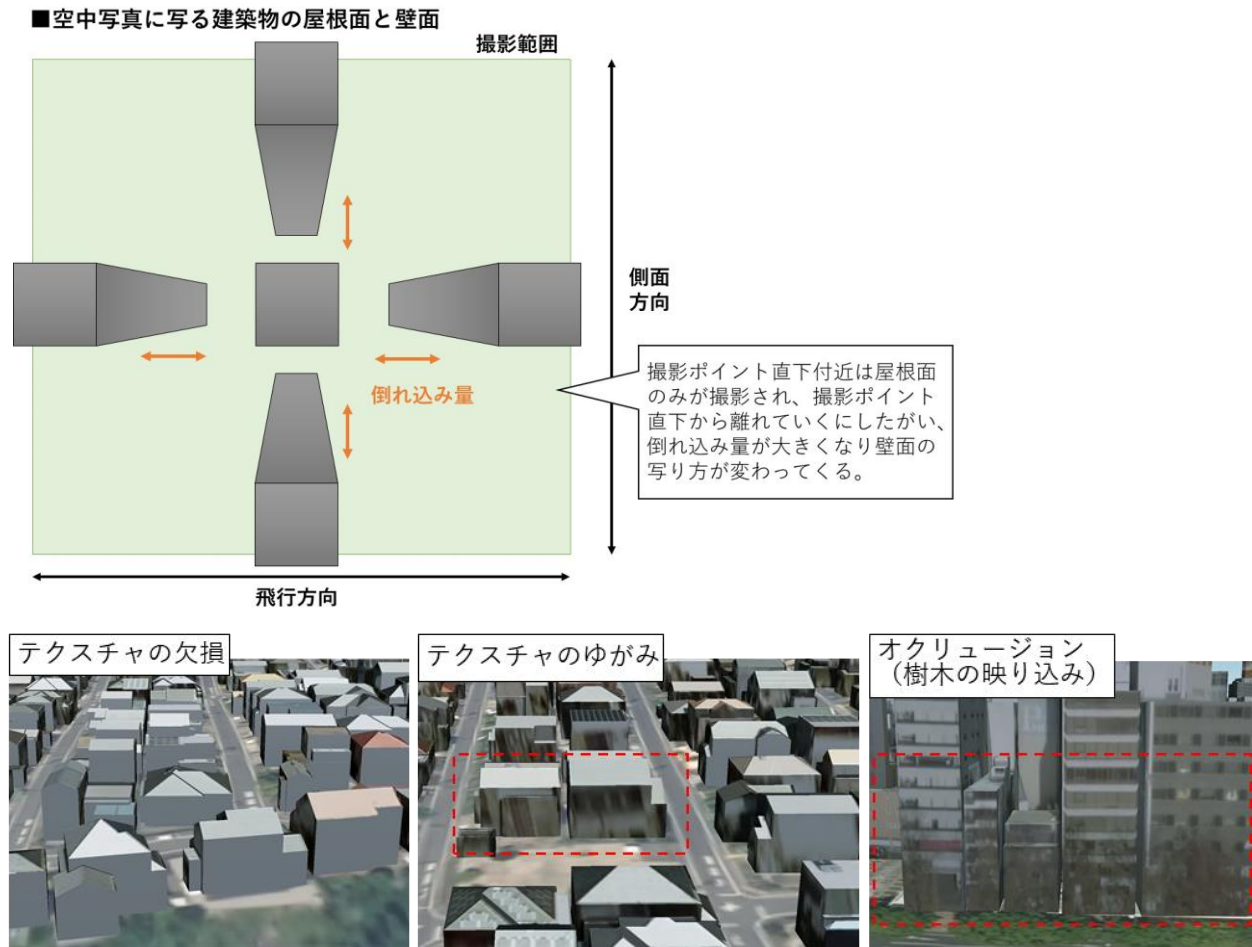 ■空中写真に写る建築物の屋根面と壁面
撮影範囲
側面
方向
倒れ込み量
撮影ポイント直下付近は屋根面
のみが撮影され、撮影ポイント
直下から離れていくにしたがい、
倒れ込み量が大きくなり壁面の
写り方が変わってくる。
飛行方向
テクスチャの欠損
テクスチャのゆがみ
オクリュージョン
（樹木の映り込み）